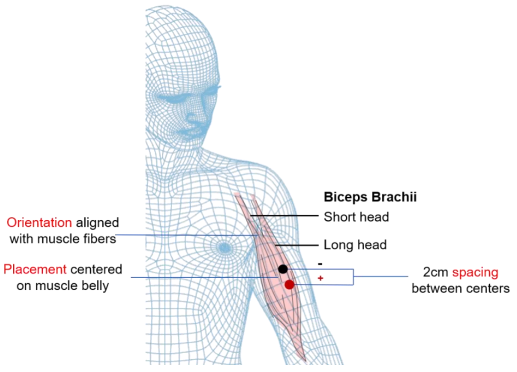 Biceps Brachii
Short head
Long head
Orientation aligned
with muscle fibers
Placement centered
on muscle belly
-
+
2cm spacing
between centers